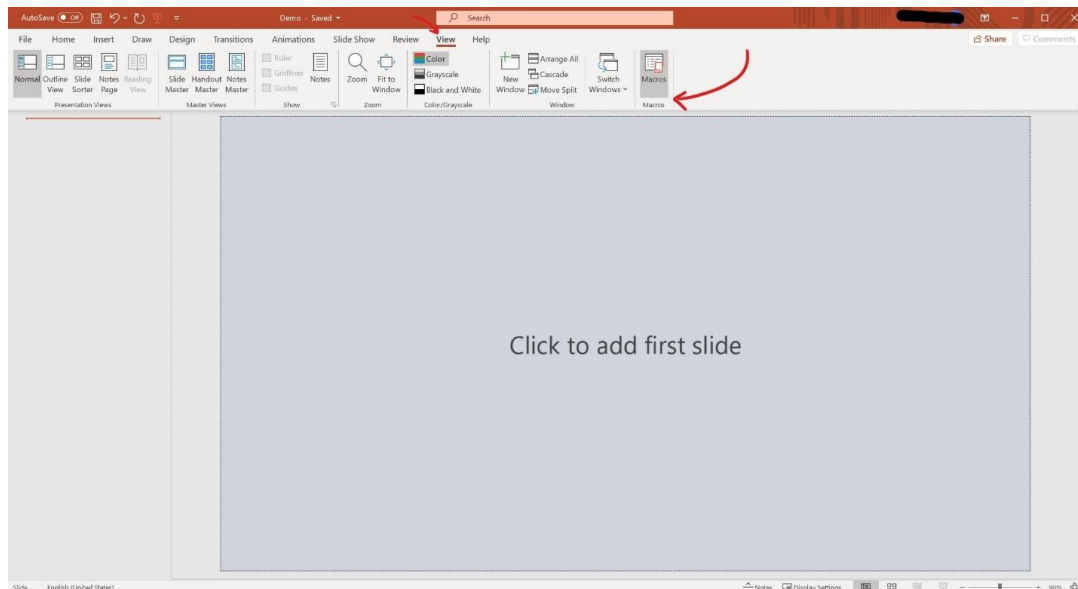 AutoSave Off Demo - Saved Search
File Home Insert Draw Design Transitions Animations Slide Show Review View Help Share Comments
Normal Outline View Slide Sorter Notes Page Reading View
Presentation Views
Slide Master Handout Master Notes Master
Master Views
Ruler
Gridlines
Guides
Notes
Show
Zoom Fit to Window
Zoom
Color
Grayscale
Black and White
Color/Grayscale
New Window
Arrange All
Cascade
Move Split
Switch Windows
Window
Macros
Macros
Click to add first slide
Slide English (United States) Notes Display Settings 96%